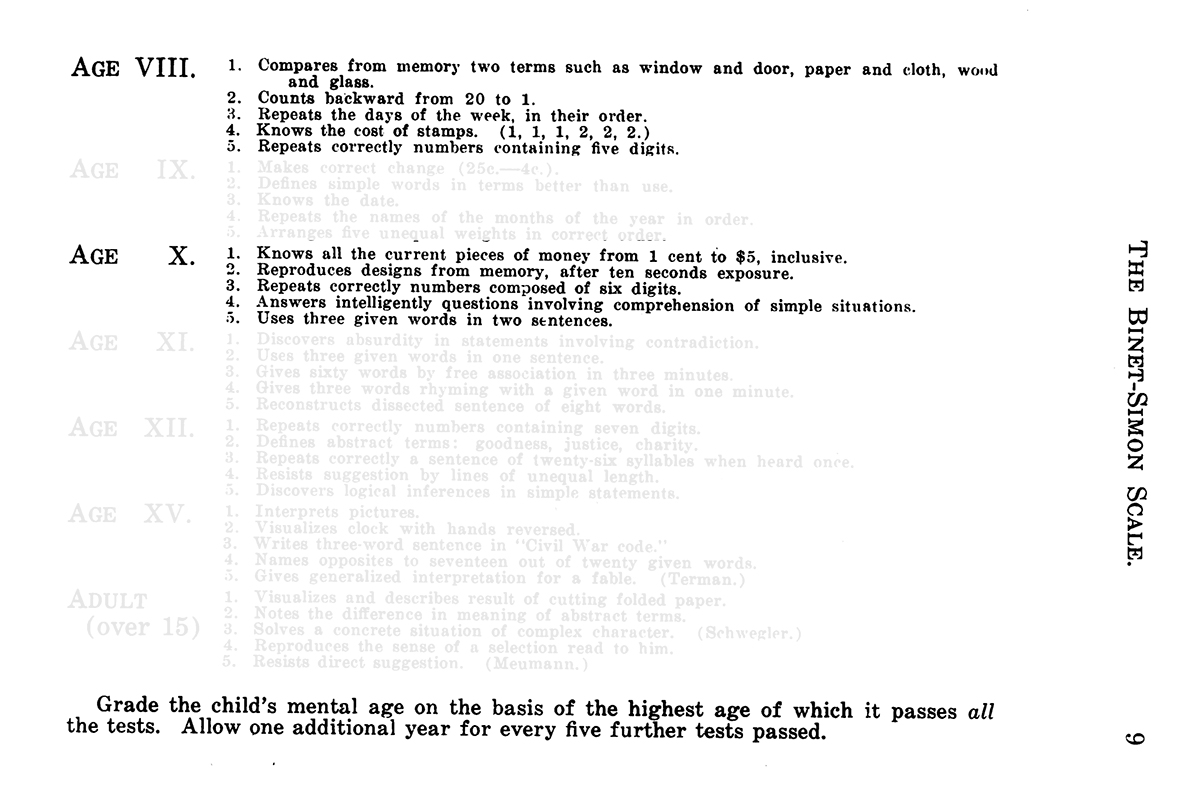 AGE VIII. 1. Compares from memory two terms such as window and door, paper and cloth, wood
and glass.
2. Counts backward from 20 to 1.
3. Repeats the days of the week, in their order.
4. Knows the cost of stamps. (1, 1, 1, 2, 2, 2.)
5. Repeats correctly numbers containing five digits.
AGE IX. 1. Makes correct change (25c.—4c.).
2. Defines simple words in terms better than use.
3. Knows the date.
4. Repeats the names of the months of the year in order.
5. Arranges five unequal weights in correct order.
AGE X. 1. Knows all the current pieces of money from 1 cent to $5, inclusive.
2. Reproduces designs from memory, after ten seconds exposure.
3. Repeats correctly numbers composed of six digits.
4. Answers intelligently questions involving comprehension of simple situations.
5. Uses three given words in two sentences.
AGE XI. 1. Discovers absurdity in statements involving contradiction.
2. Uses three given words in one sentence.
3. Gives sixty words by free association in three minutes.
4. Gives three words rhyming with a given word in one minute.
5. Reconstructs dissected sentence of eight words.
AGE XII. 1. Repeats correctly numbers containing seven digits.
2. Defines abstract terms: goodness, justice, charity.
3. Repeats correctly a sentence of twenty-six syllables when heard once.
4. Resists suggestion by lines of unequal length.
5. Discovers logical inferences in simple statements.
AGE XV. 1. Interprets pictures.
2. Visualizes clock with hands reversed.
3. Writes three-word sentence in "Civil War code."
4. Names opposites to seventeen out of twenty given words.
5. Gives generalized interpretation for a fable. (Terman.)
ADULT 1. Visualizes and describes result of cutting folded paper.
2. Notes the difference in meaning of abstract terms.
(over 15) 3. Solves a concrete situation of complex character. (Schwegler.)
4. Reproduces the sense of a selection read to him.
5. Resists direct suggestion. (Meumann.)
Grade the child's mental age on the basis of the highest age of which it passes all
the tests. Allow one additional year for every five further tests passed.
THE BINET-SIMON SCALE.
9